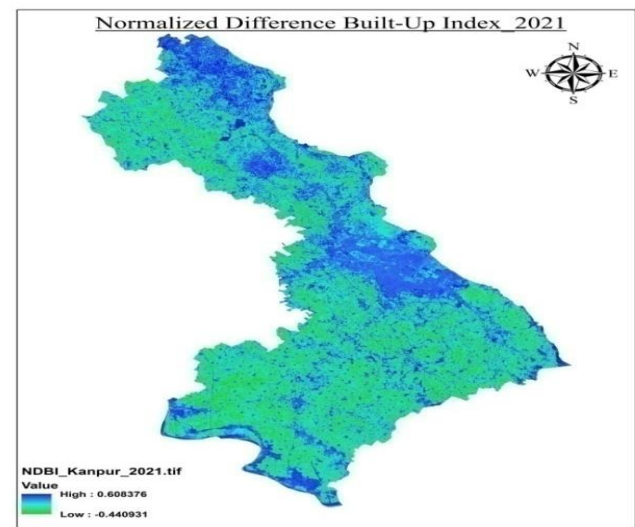 Normalized Difference Built-Up Index_2021
N
W E
S
NDBI_Kanpur_2021.tif
Value
High : 0.608376
Low : -0.440931